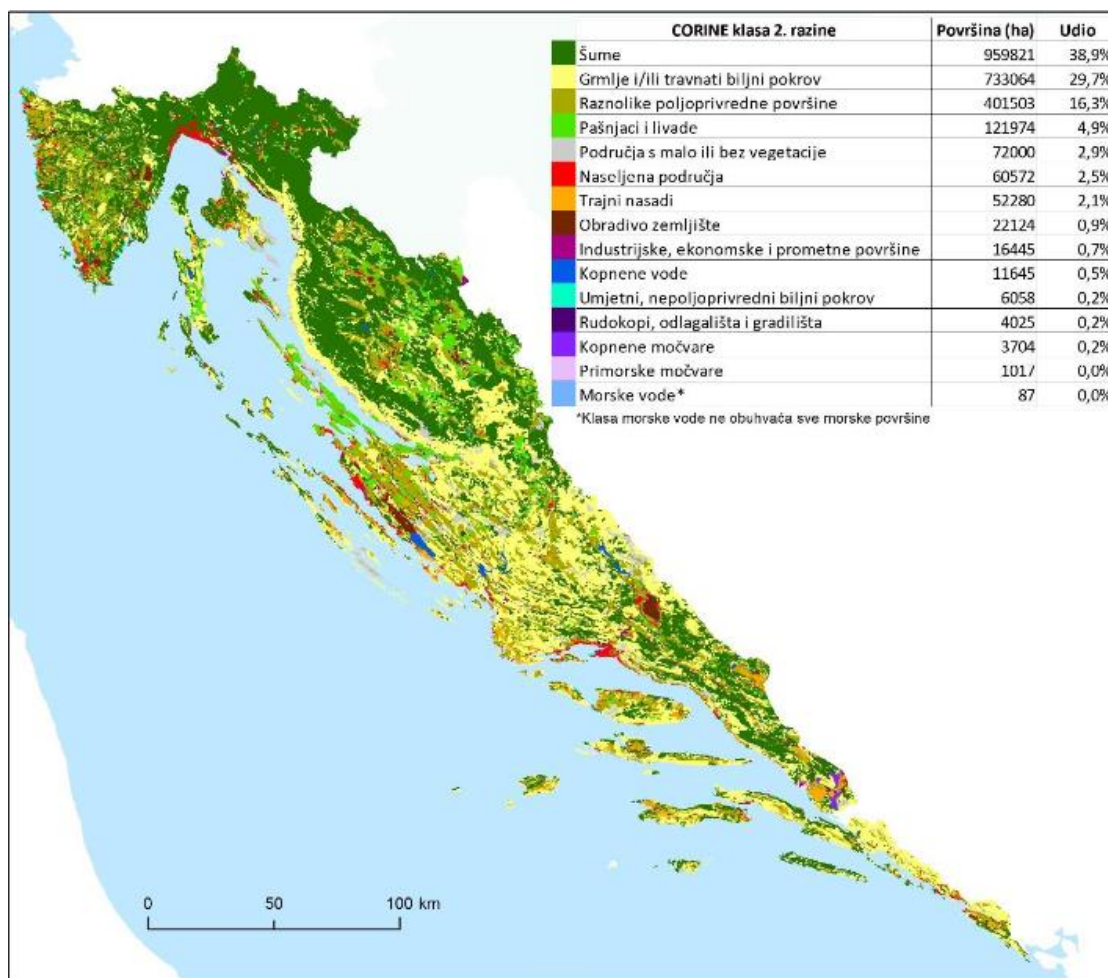 CORINE klasa 2. razine Površina (ha) Udio
Šume 959821 38,9%
Grmlje i/ili travnati biljni pokrov 733064 29,7%
Raznolike poljoprivredne površine 401503 16,3%
Pašnjaci i livade 121974 4,9%
Područja s malo ili bez vegetacije 72000 2,9%
Naseljena područja 60572 2,5%
Trajni nasadi 52280 2,1%
Obradivo zemljište 22124 0,9%
Industrijske, ekonomske i prometne površine 16445 0,7%
Kopnene vode 11645 0,5%
Umjetni, nepoljoprivredni biljni pokrov 6058 0,2%
Rudokopi, odlagališta i gradilišta 4025 0,2%
Kopnene močvare 3704 0,2%
Primorske močvare 1017 0,0%
Morske vode* 87 0,0%
*Klasa morske vode ne obuhvaća sve morske površine
0 50 100 km